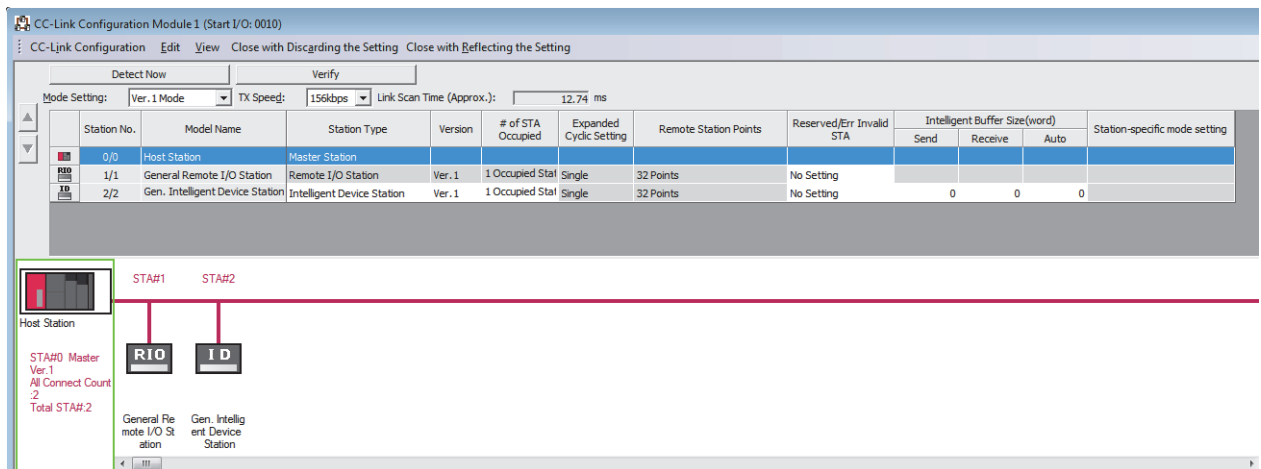 CC-Link Configuration Module 1 (Start I/O: 0010)
CC-Link Configuration Edit View Close with Discarding the Setting Close with Reflecting the Setting
Detect Now Verify
Mode Setting: Ver.1 Mode TX Speed: 156kbps Link Scan Time (Approx.): 12.74 ms
Station No. Model Name Station Type Version # of STA Occupied Expanded Cyclic Setting Remote Station Points Reserved/Err Invalid STA Intelligent Buffer Size(word) Send Receive Auto Station-specific mode setting
0/0 Host Station Master Station
RIO 1/1 General Remote I/O Station Remote I/O Station Ver.1 1 Occupied Stat Single 32 Points No Setting
ID 2/2 Gen. Intelligent Device Station Intelligent Device Station Ver.1 1 Occupied Stat Single 32 Points No Setting 0 0 0
STA#1 STA#2
Host Station
STA#0 Master
Ver.1
All Connect Count
:2
Total STA#:2
RIO ID
General Re
mote I/O St
ation
Gen. Intellig
ent Device
Station